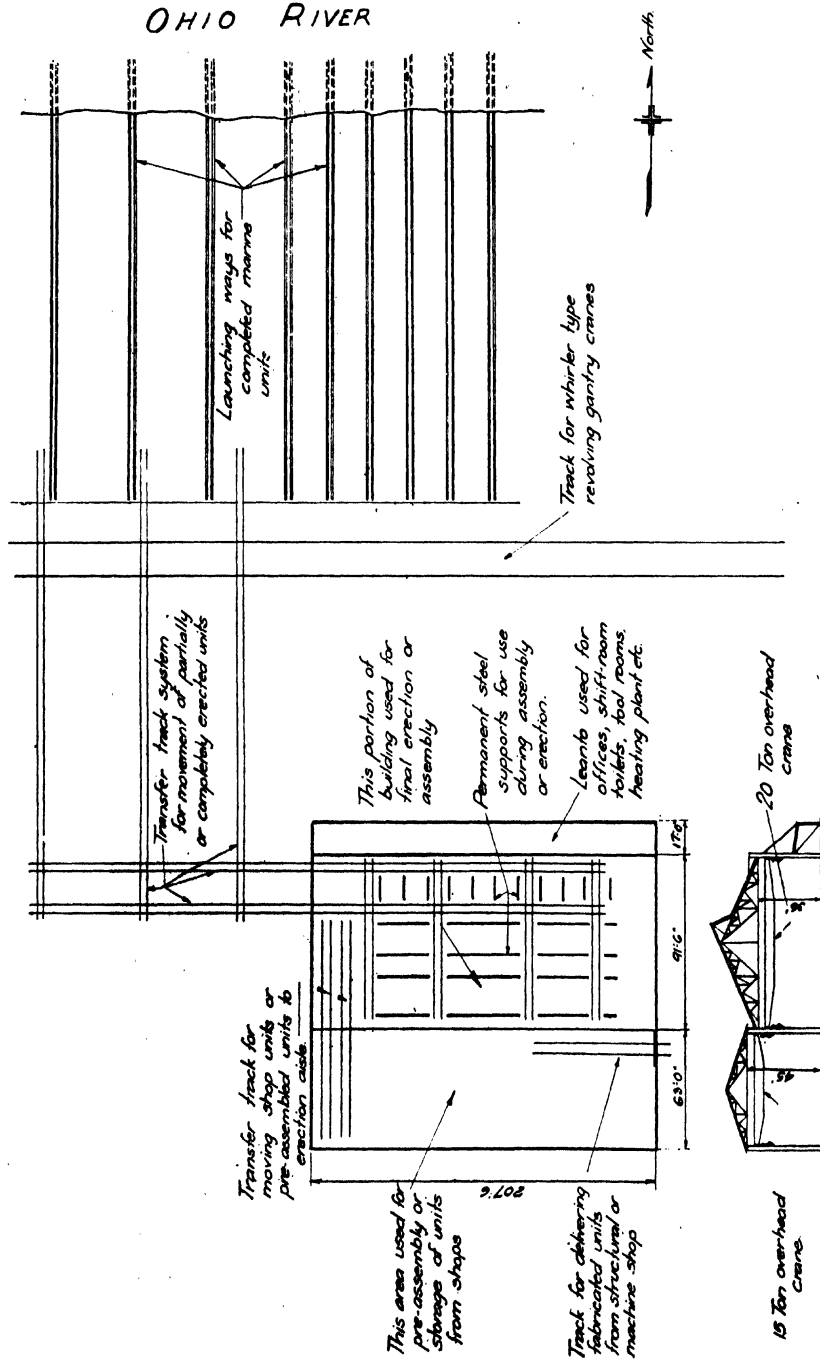 OHIO RIVER
North.
Launching ways for
completed marine
units
Track for whirler type
revolving gantry cranes
Transfer track system
for movement of partially
or completely erected units
This portion of
building used for
final erection or
assembly
Permanent steel
supports for use
during assembly
or erection.
Leanto used for
offices, shift-room
toilets, tool rooms,
heating plant etc.
Transfer track for
moving shop units or
pre-assembled units to
erection aisle.
This area used for
pre-assembly or
storage of units
from shops
Track for delivering
fabricated units
from structural or
machine shop
207'6
63'0"
91'6"
17'6"
20 Ton overhead
crane
15 Ton overhead
crane.
45'